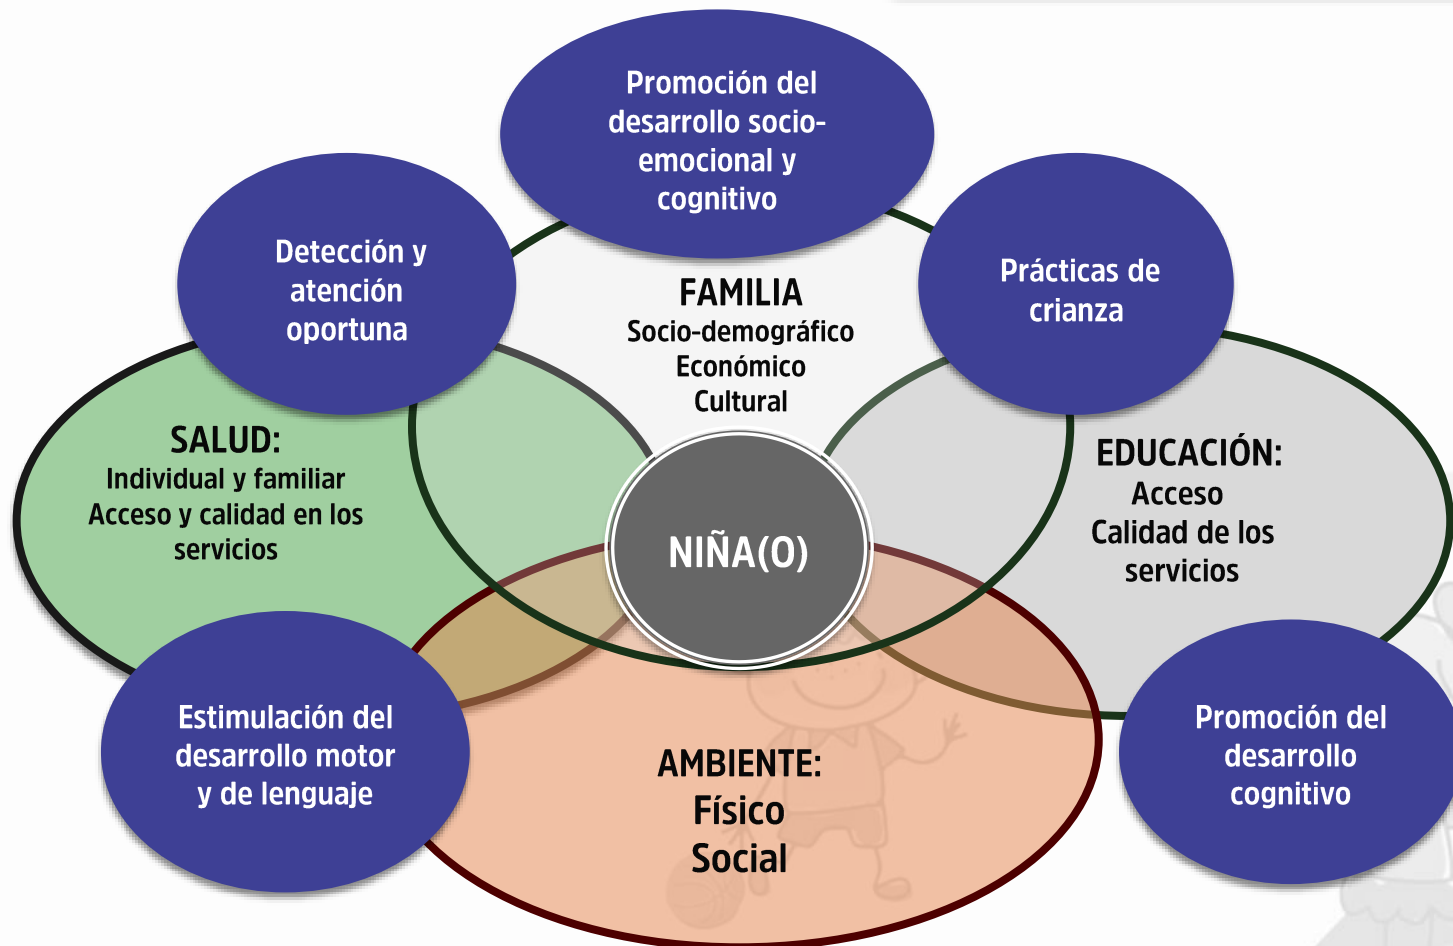 Promoción del
desarrollo socio-
emocional y
cognitivo
Detección y
atención
oportuna
Prácticas de
crianza
FAMILIA
Socio-demográfico
Económico
Cultural
SALUD:
Individual y familiar
Acceso y calidad en los
servicios
EDUCACIÓN:
Acceso
Calidad de los
servicios
NIÑA(O)
Estimulación del
desarrollo motor
y de lenguaje
AMBIENTE:
Físico
Social
Promoción del
desarrollo
cognitivo